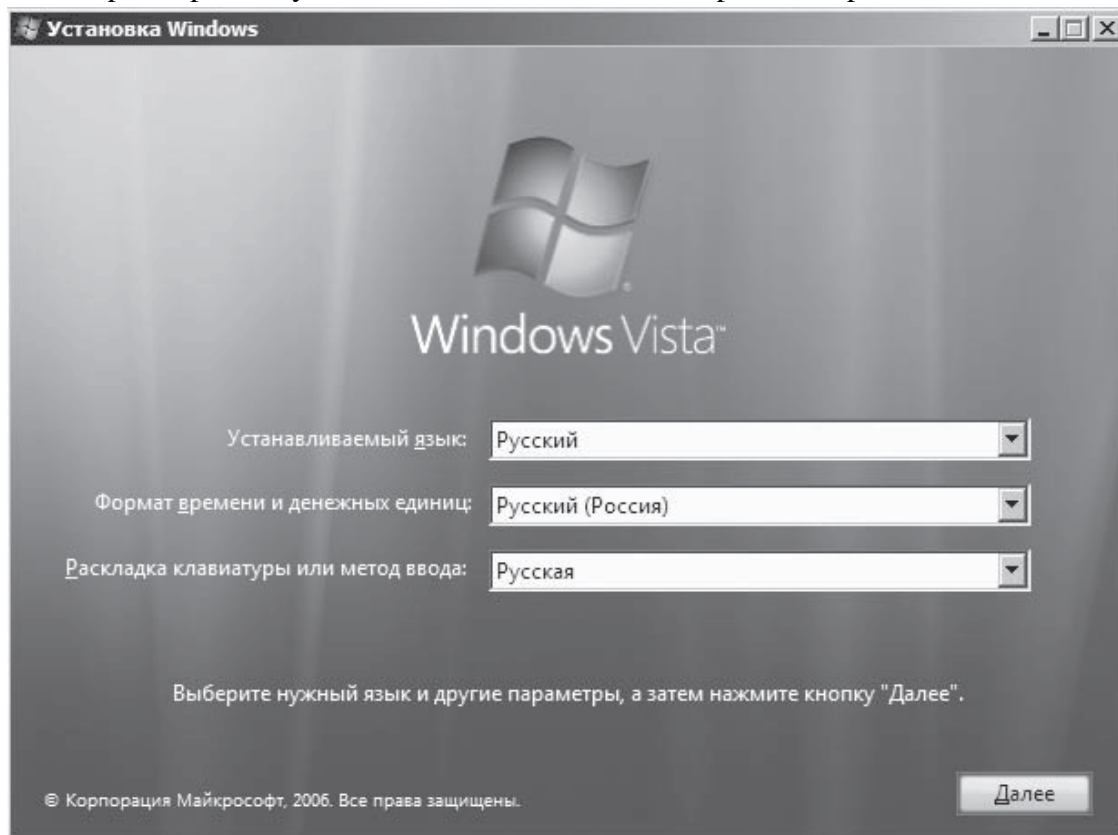 Установка Windows
Windows Vista™
Устанавливаемый язык: Русский
Формат времени и денежных единиц: Русский (Россия)
Раскладка клавиатуры или метод ввода: Русская
Выберите нужный язык и другие параметры, а затем нажмите кнопку "Далее".
© Корпорация Майкрософт, 2006. Все права защищены.
Далее